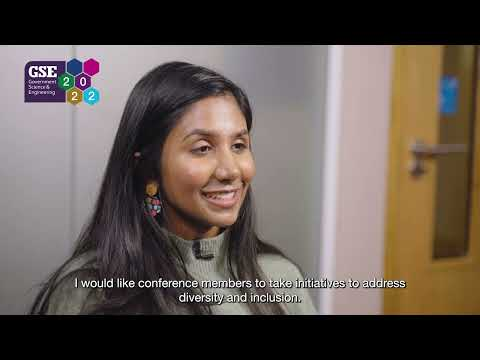 GSE
Government
Science &
Engineering
2 0
2 2
I would like conference members to take initiatives to address
diversity and inclusion.